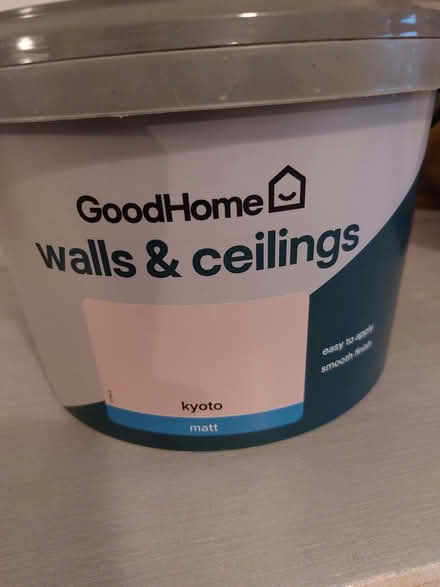 GoodHome
walls & ceilings
easy to apply
smooth finish
kyoto
matt